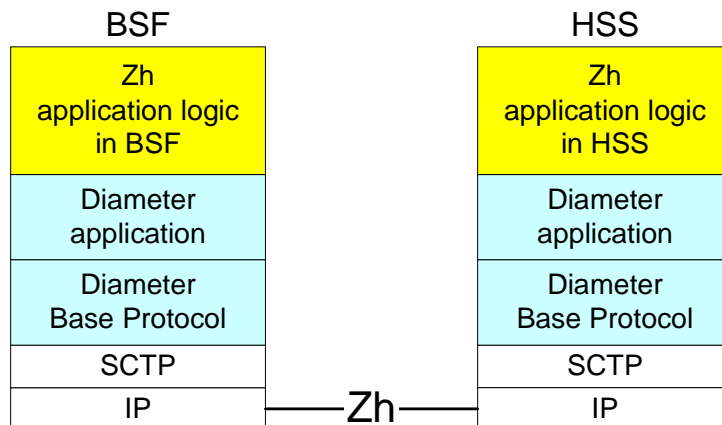 BSF
Zh
application logic
in BSF
Diameter
application
Diameter
Base Protocol
SCTP
IP
Zh
HSS
Zh
application logic
in HSS
Diameter
application
Diameter
Base Protocol
SCTP
IP